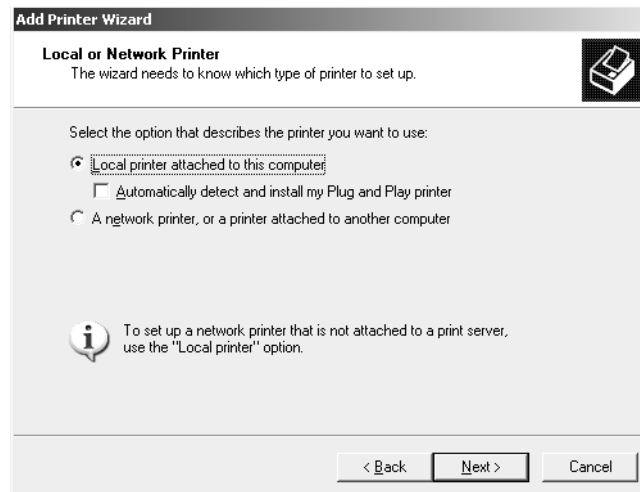 Add Printer Wizard
Local or Network Printer
The wizard needs to know which type of printer to set up.
Select the option that describes the printer you want to use:
Local printer attached to this computer
Automatically detect and install my Plug and Play printer
A network printer, or a printer attached to another computer
To set up a network printer that is not attached to a print server,
use the "Local printer" option.
< Back
Next >
Cancel